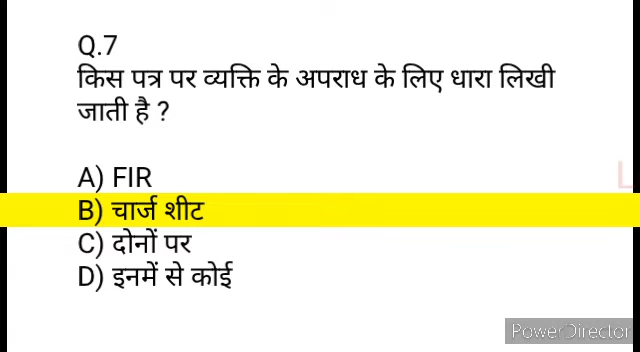 Q.7
किस पत्र पर व्यक्ति के अपराध के लिए धारा लिखी
जाती है ?
A) FIR
B) चार्ज शीट
C) दोनों पर
D) इनमें से कोई
L
PowerDirector